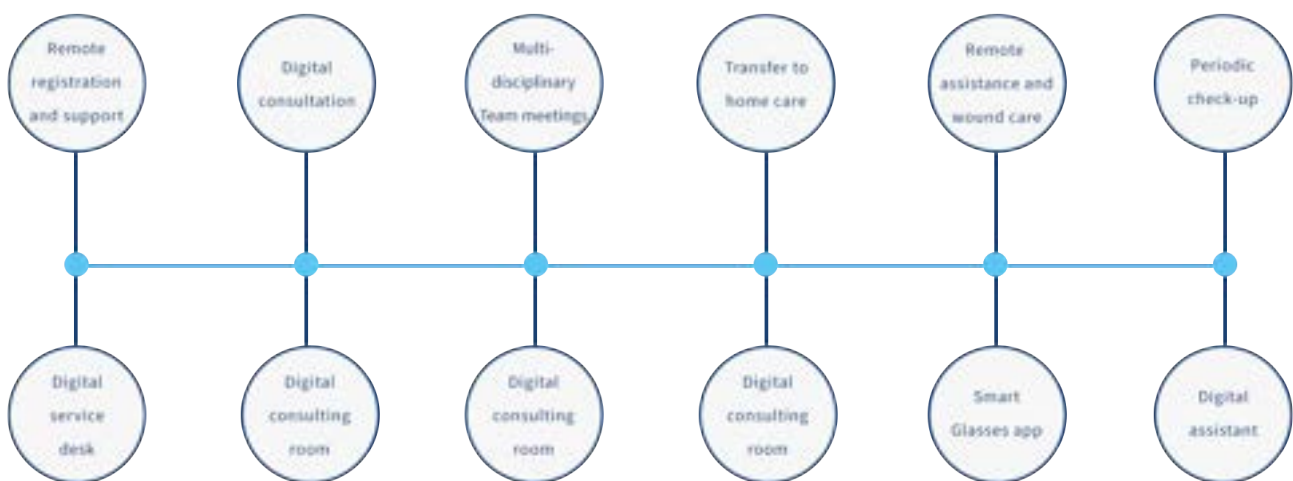 Remote
registration
and support
Digital
consultation
Multi-
disciplinary
Team meetings
Transfer to
home care
Remote
assistance and
wound care
Periodic
check-up
Digital
service
desk
Digital
consulting
room
Digital
consulting
room
Digital
consulting
room
Smart
Glasses app
Digital
assistant